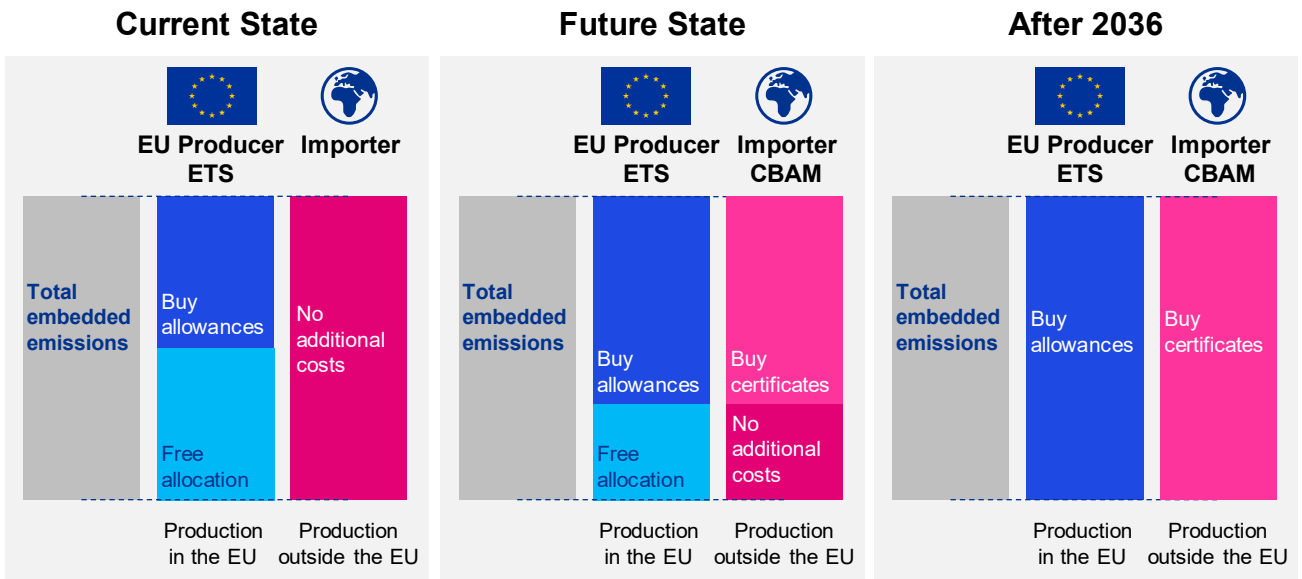 Current State
EU Producer
ETS
Importer
Total
embedded
emissions
Buy
allowances
Free
allocation
No
additional
costs
Production
in the EU
Production
outside the EU
Future State
EU Producer
ETS
Importer
CBAM
Total
embedded
emissions
Buy
allowances
Free
allocation
Buy
certificates
No
additional
costs
Production
in the EU
Production
outside the EU
After 2036
EU Producer
ETS
Importer
CBAM
Total
embedded
emissions
Buy
allowances
Buy
certificates
Production
in the EU
Production
outside the EU